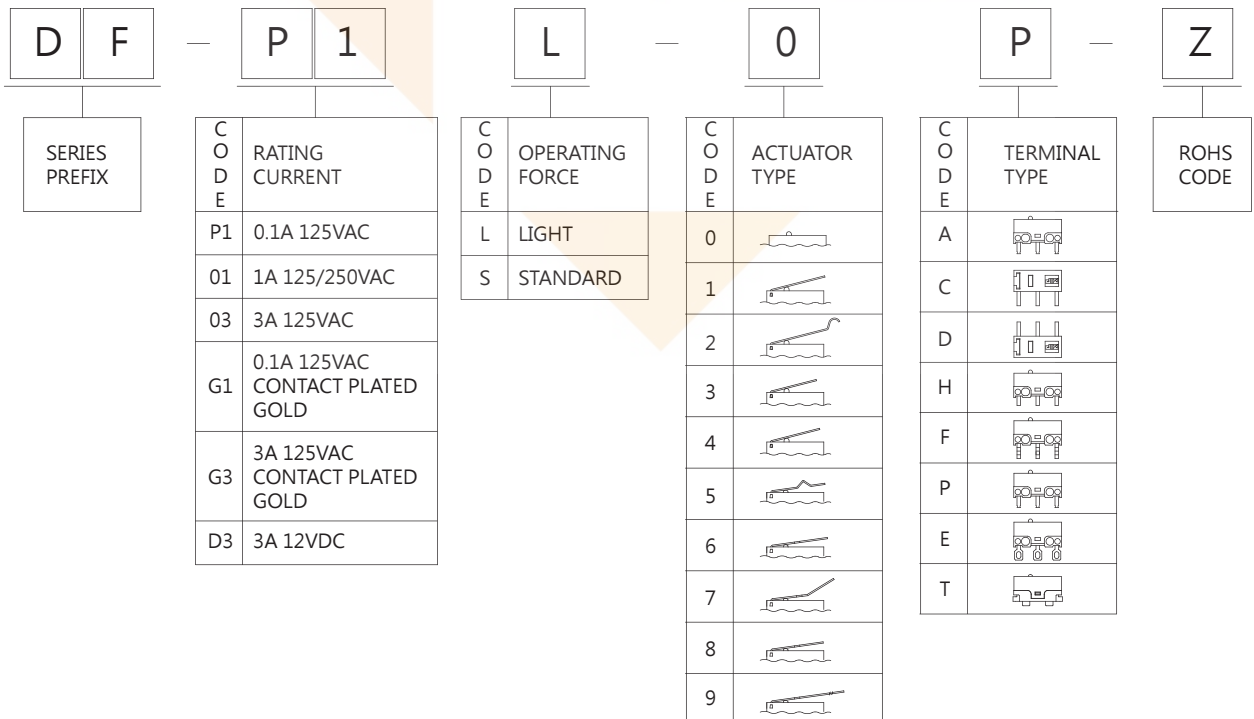 D F — P 1 L — 0 P — Z
SERIES
PREFIX
CODE
RATING
CURRENT
P1 0.1A 125VAC
01 1A 125/250VAC
03 3A 125VAC
G1 0.1A 125VAC
CONTACT PLATED
GOLD
G3 3A 125VAC
CONTACT PLATED
GOLD
D3 3A 12VDC
CODE
OPERATING
FORCE
L LIGHT
S STANDARD
CODE
ACTUATOR
TYPE
0
1
2
3
4
5
6
7
8
9
CODE
TERMINAL
TYPE
A
C
D
H
F
P
E
T
ROHS
CODE